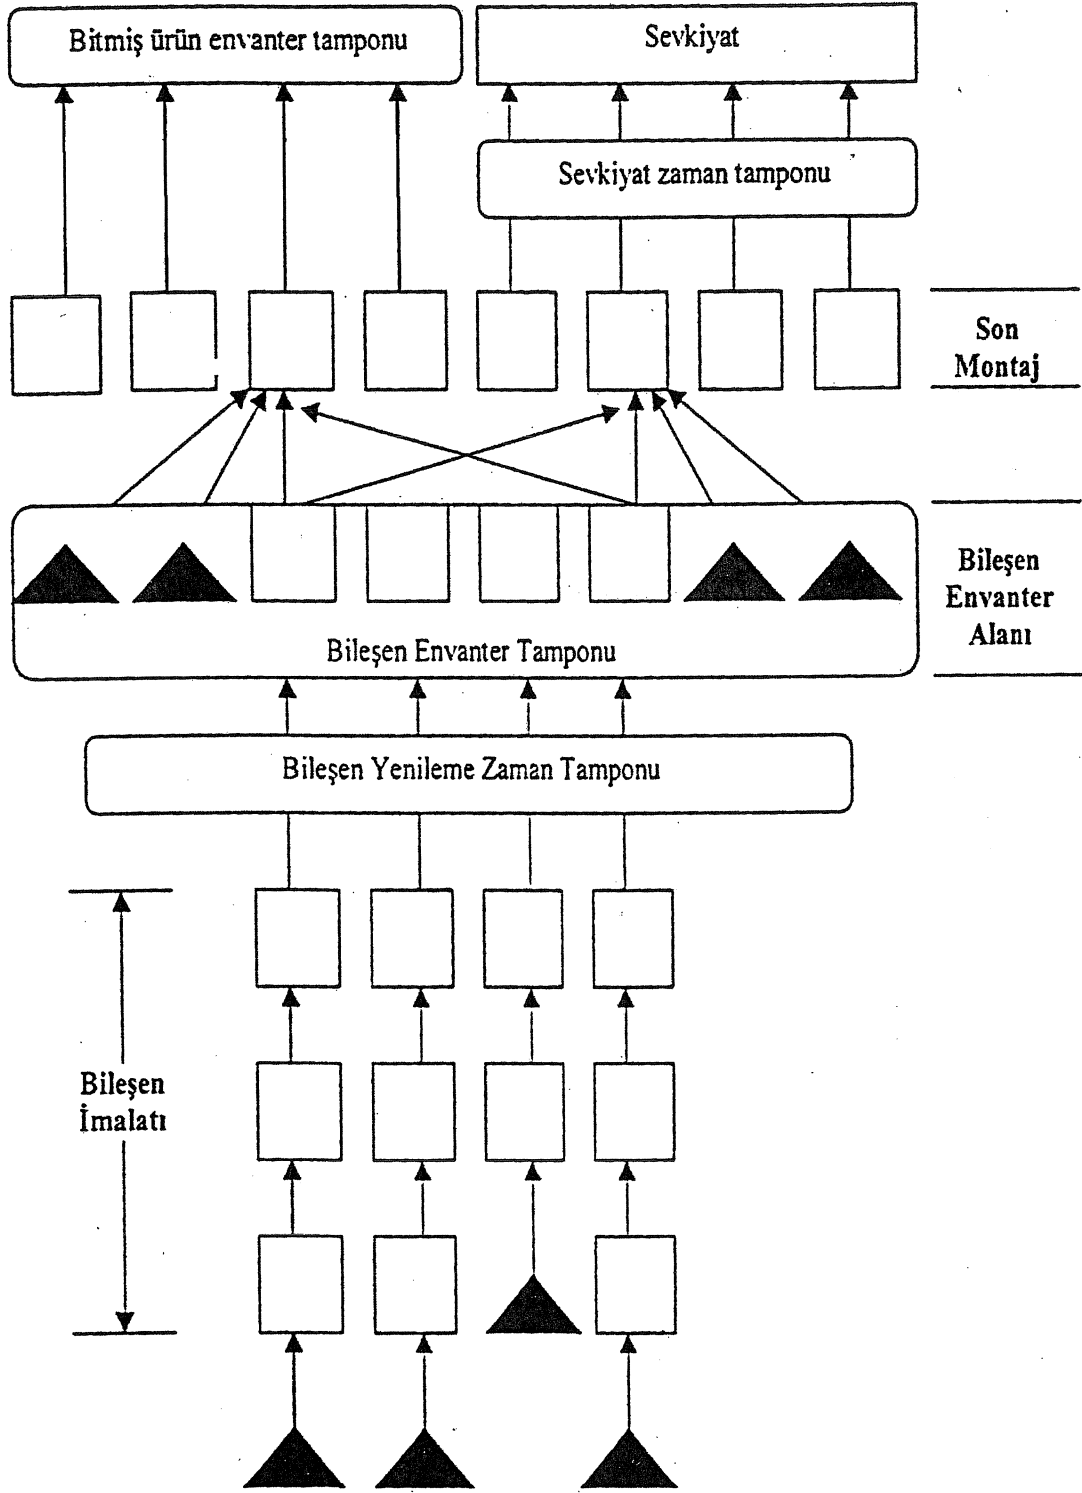 Bitmiş ürün envanter tamponu
Sevkiyat
Sevkiyat zaman tamponu
Son
Montaj
Bileşen
Envanter
Alanı
Bileşen Envanter Tamponu
Bileşen Yenileme Zaman Tamponu
Bileşen
İmalatı